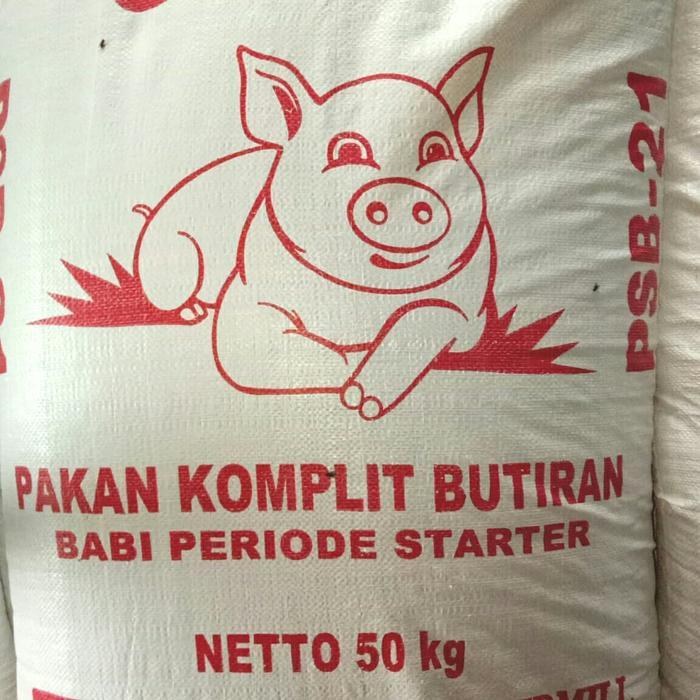 PSB-21
PAKAN KOMPLIT BUTIRAN
BABI PERIODE STARTER
NETTO 50 kg